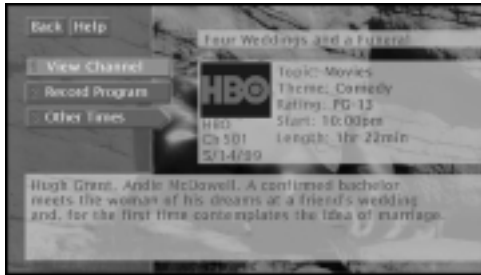 Back Help
Four Weddings and a Funeral
View Channel
Record Program
Other Times
HBO
HBO
Ch 501
5/14/99
Topic: Movies
Theme: Comedy
Rating: PG-13
Start: 10:00pm
Length: 1hr 22min
Hugh Grant, Andie McDowell. A confirmed bachelor
meets the woman of his dreams at a friend's wedding
and, for the first time contemplates the idea of marriage.